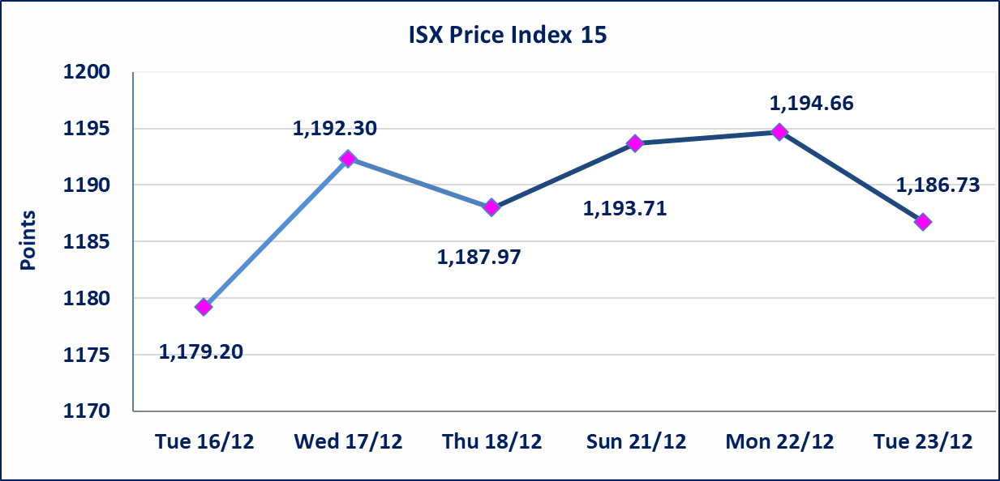 ISX Price Index 15
Points
1200
1195
1190
1185
1180
1175
1170
1,179.20
1,192.30
1,187.97
1,193.71
1,194.66
1,186.73
Tue 16/12
Wed 17/12
Thu 18/12
Sun 21/12
Mon 22/12
Tue 23/12